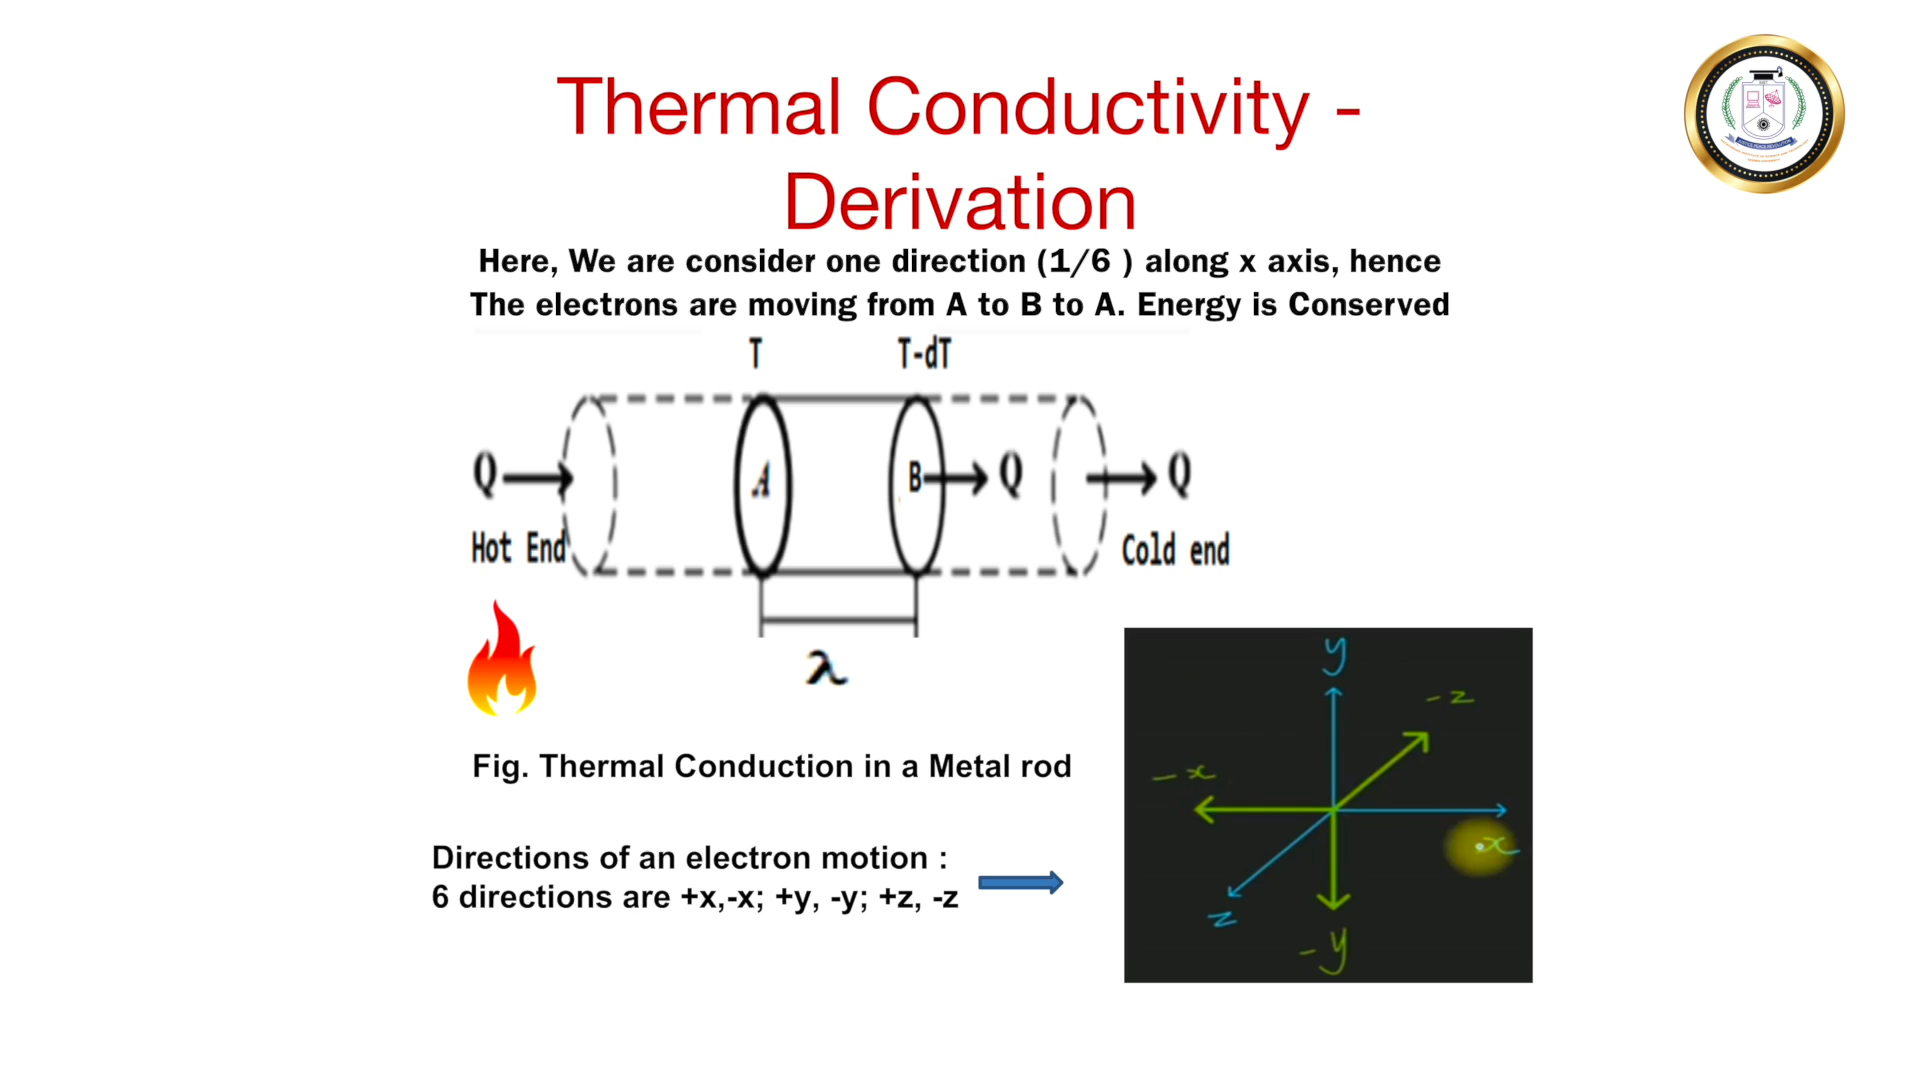 Thermal Conductivity -
Derivation
Here, We are consider one direction (1/6 ) along x axis, hence
The electrons are moving from A to B to A. Energy is Conserved
T T-dT
Q A B Q Q
Hot End Cold end
λ
Fig. Thermal Conduction in a Metal rod
Directions of an electron motion :
6 directions are +x,-x; +y, -y; +z, -z
y
-z
-x
x
z
-y